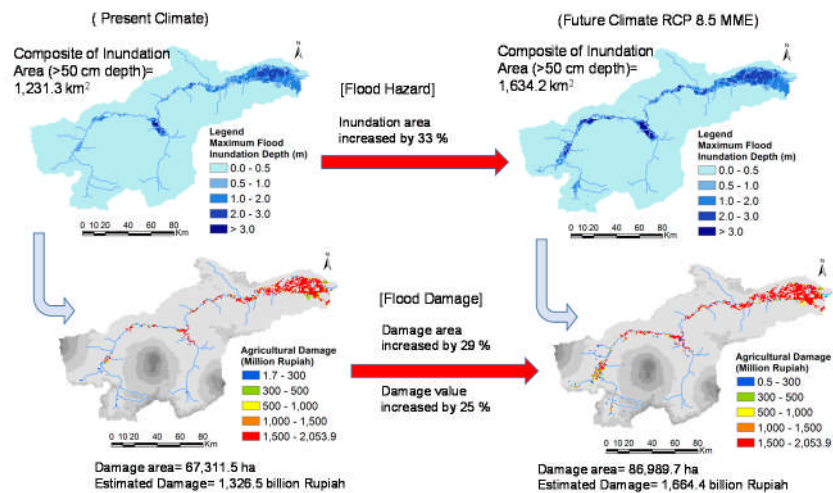 ( Present Climate)
(Future Climate RCP 8.5 MME)
Composite of Inundation
Area (>50 cm depth)=
1,231.3 km²
N
Legend
Maximum Flood
Inundation Depth (m)
0.0 - 0.5
0.5 - 1.0
1.0 - 2.0
2.0 - 3.0
> 3.0
0 10 20 40 60 80
Km
[Flood Hazard]
Inundation area
increased by 33 %
Composite of Inundation
Area (>50 cm depth)=
1,634.2 km²
N
Legend
Maximum Flood
Inundation Depth (m)
0.0 - 0.5
0.5 - 1.0
1.0 - 2.0
2.0 - 3.0
> 3.0
0 10 20 40 60 80
Km
N
Agricultural Damage
(Million Rupiah)
1.7 - 300
300 - 500
500 - 1,000
1,000 - 1,500
1,500 - 2,053.9
0 10 20 40 60 80
Km
Damage area= 67,311.5 ha
Estimated Damage= 1,326.5 billion Rupiah
[Flood Damage]
Damage area
increased by 29 %
Damage value
increased by 25 %
N
Agricultural Damage
(Million Rupiah)
0.5 - 300
300 - 500
500 - 1,000
1,000 - 1,500
1,500 - 2,053.9
0 10 20 40 60 80
Km
Damage area= 86,989.7 ha
Estimated Damage= 1,664.4 billion Rupiah